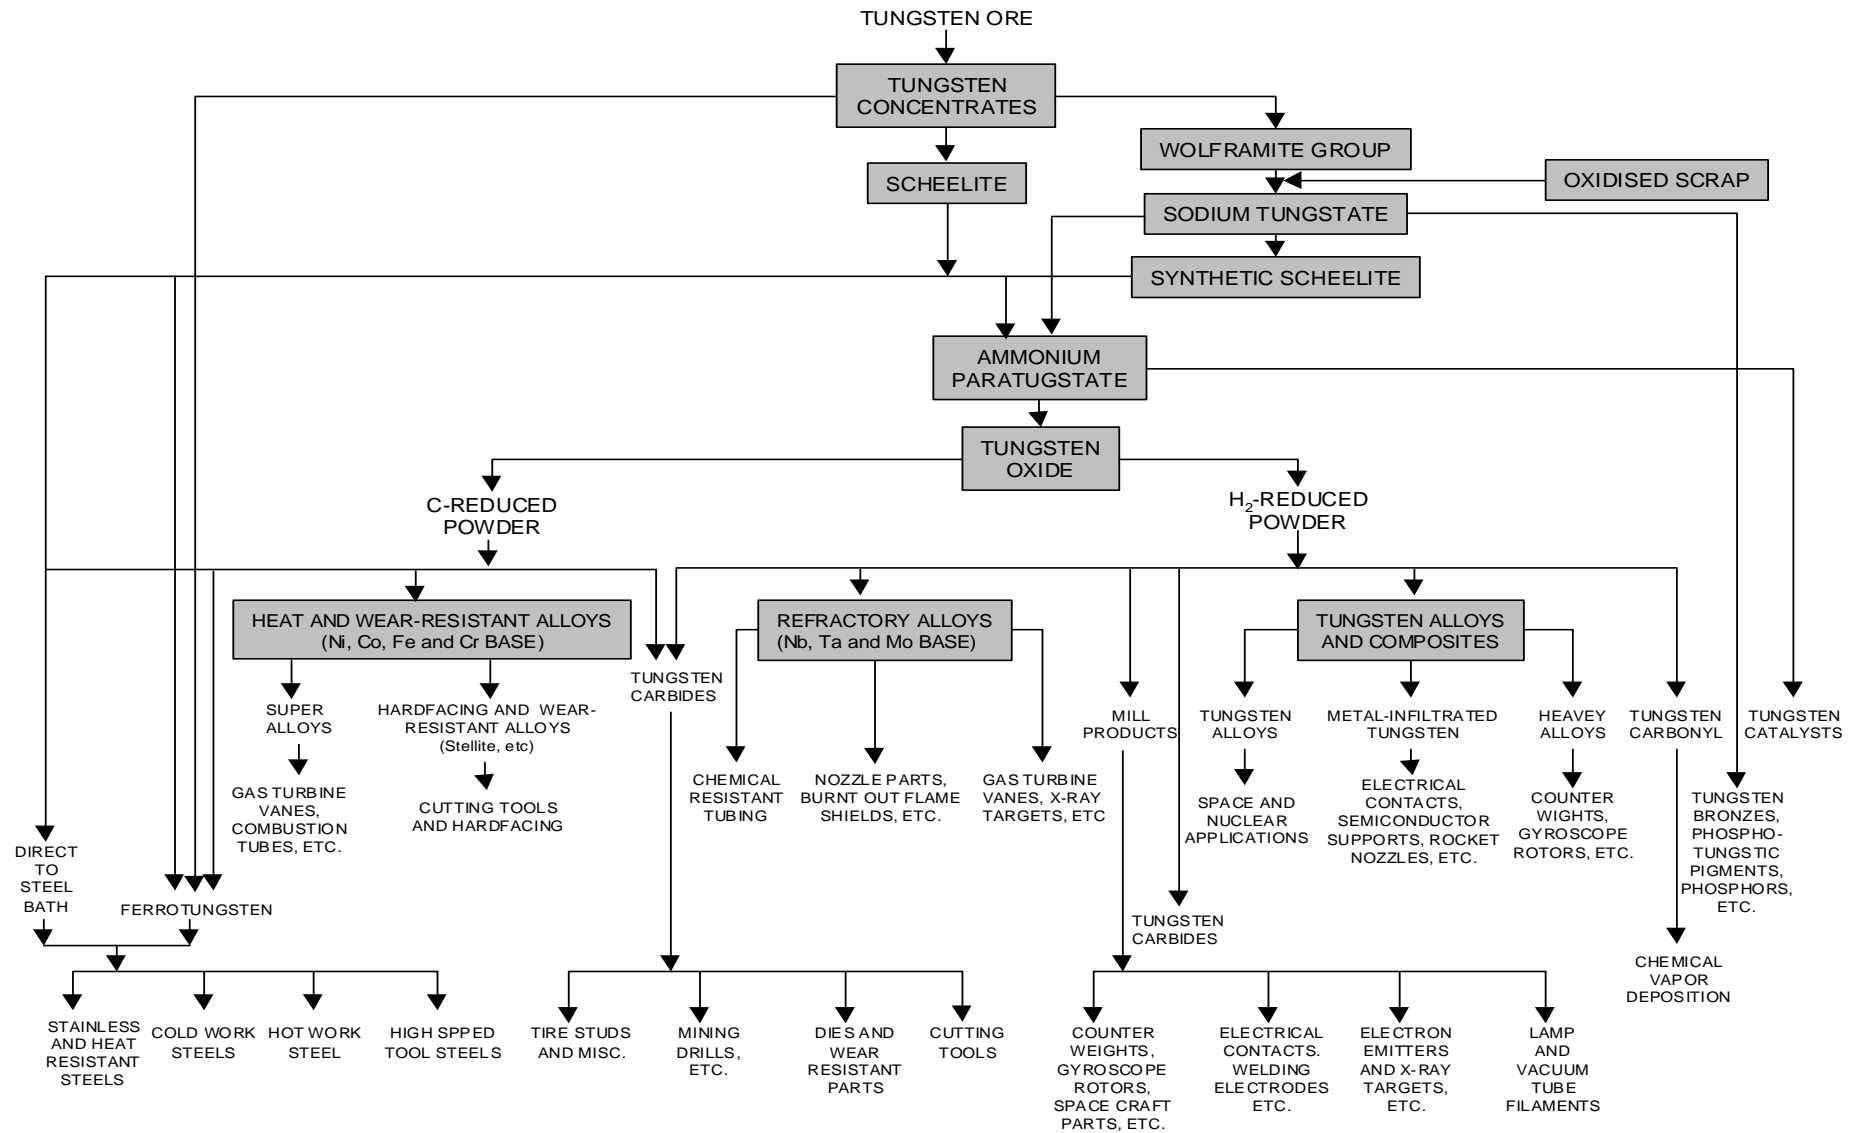 TUNGSTEN ORE
TUNGSTEN
CONCENTRATES
WOLFRAMITE GROUP
SCHEELITE
OXIDISED SCRAP
SODIUM TUNGSTATE
SYNTHETIC SCHEELITE
AMMONIUM
PARATUGSTATE
TUNGSTEN
OXIDE
C-REDUCED
POWDER
H₂-REDUCED
POWDER
HEAT AND WEAR-RESISTANT ALLOYS
(Ni, Co, Fe and Cr BASE)
REFRACTORY ALLOYS
(Nb, Ta and Mo BASE)
TUNGSTEN ALLOYS
AND COMPOSITES
TUNGSTEN
CARBIDES
SUPER
ALLOYS
HARDFACING AND WEAR-
RESISTANT ALLOYS
(Stellite, etc)
MILL
PRODUCTS
TUNGSTEN
ALLOYS
METAL-INFILTRATED
TUNGSTEN
HEAVEY
ALLOYS
TUNGSTEN
CARBONYL
TUNGSTEN
CATALYSTS
GAS TURBINE
VANES,
COMBUSTION
TUBES, ETC.
CUTTING TOOLS
AND HARDFACING
CHEMICAL
RESISTANT
TUBING
NOZZLE PARTS,
BURNT OUT FLAME
SHIELDS, ETC.
GAS TURBINE
VANES, X-RAY
TARGETS, ETC
SPACE AND
NUCLEAR
APPLICATIONS
ELECTRICAL
CONTACTS,
SEMICONDUCTOR
SUPPORTS, ROCKET
NOZZLES, ETC.
COUNTER
WIGHTS,
GYROSCOPE
ROTORS, ETC.
TUNGSTEN
BRONZES,
PHOSPHO-
TUNGSTIC
PIGMENTS,
PHOSPHORS,
ETC.
DIRECT
TO
STEEL
BATH
FERROTUNGSTEN
TUNGSTEN
CARBIDES
CHEMICAL
VAPOR
DEPOSITION
STAINLESS
AND HEAT
RESISTANT
STEELS
COLD WORK
STEELS
HOT WORK
STEEL
HIGH SPPED
TOOL STEELS
TIRE STUDS
AND MISC.
MINING
DRILLS,
ETC.
DIES AND
WEAR
RESISTANT
PARTS
CUTTING
TOOLS
COUNTER
WEIGHTS,
GYROSCOPE
ROTORS,
SPACE CRAFT
PARTS, ETC.
ELECTRICAL
CONTACTS.
WELDING
ELECTRODES
ETC.
ELECTRON
EMITTERS
AND X-RAY
TARGETS,
ETC.
LAMP
AND
VACUUM
TUBE
FILAMENTS